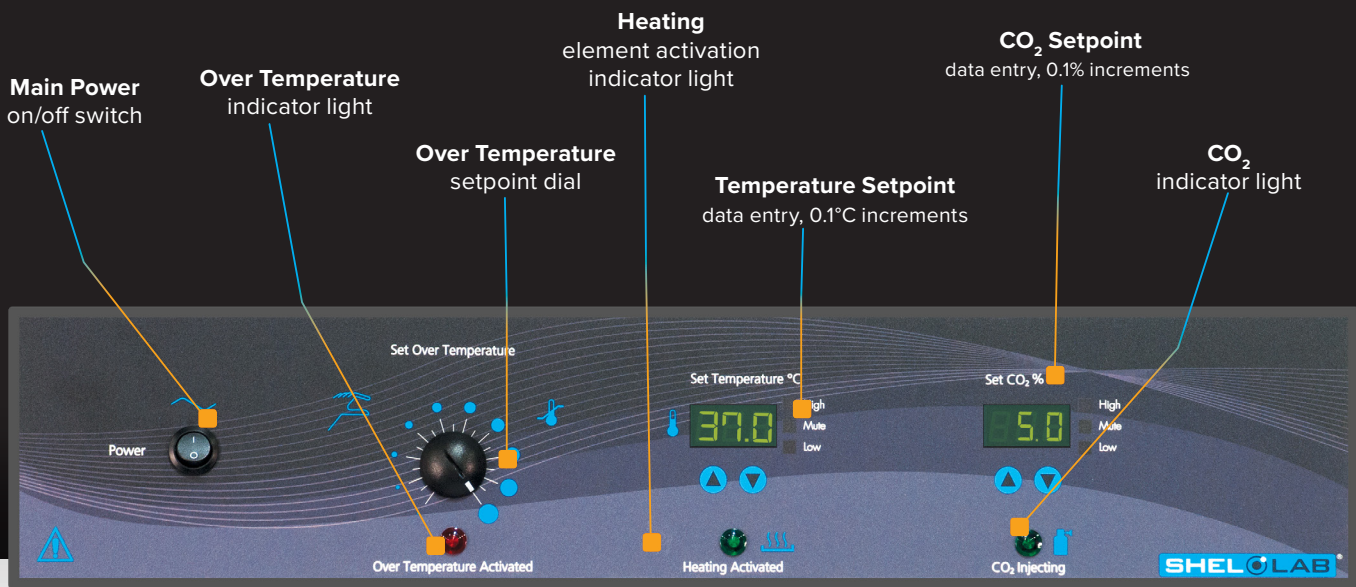 Main Power
on/off switch
Over Temperature
indicator light
Over Temperature
setpoint dial
Heating
element activation
indicator light
Temperature Setpoint
data entry, 0.1°C increments
CO₂ Setpoint
data entry, 0.1% increments
CO₂
indicator light
Set Over Temperature
Power
I
O
Over Temperature Activated
Set Temperature °C
37.0
High
Mute
Low
Heating Activated
Set CO₂ %
5.0
High
Mute
Low
CO₂ Injecting
SHEL LAB